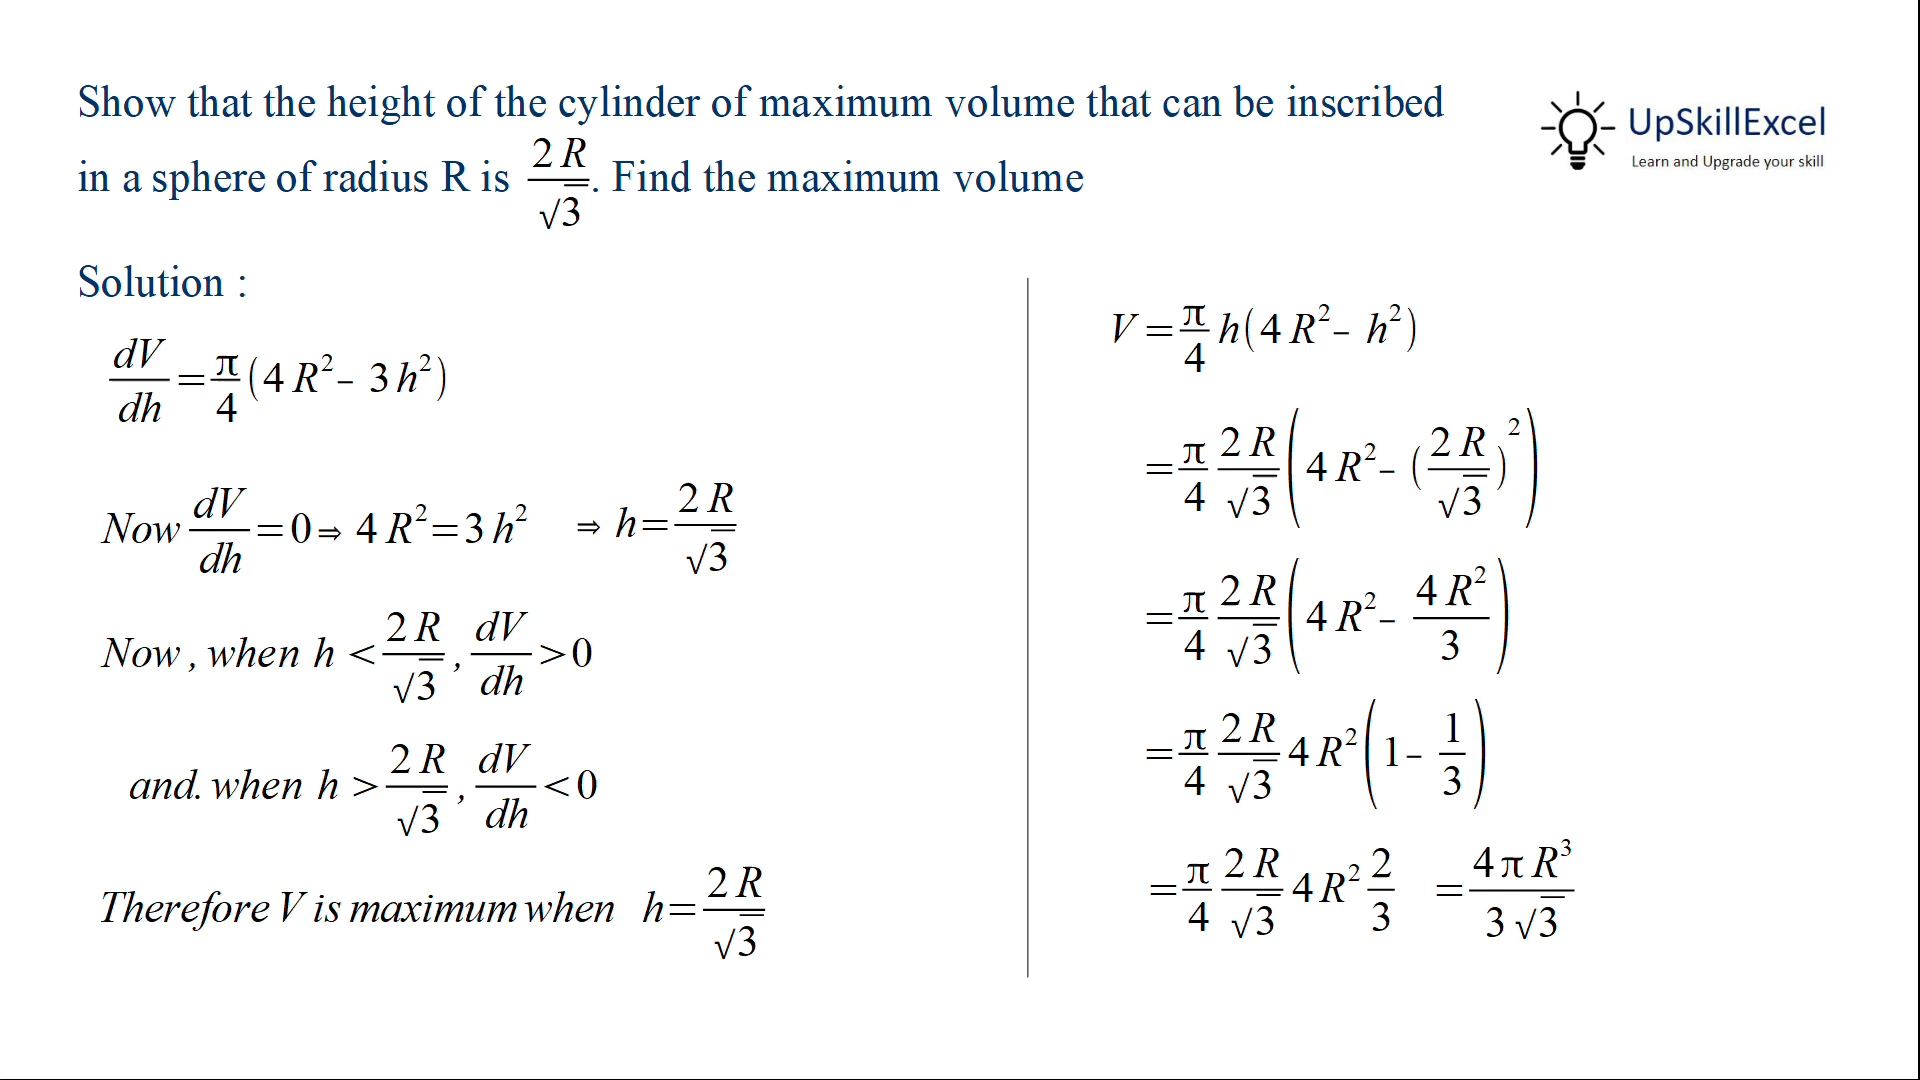 Show that the height of the cylinder of maximum volume that can be inscribed
in a sphere of radius R is 2R/√3. Find the maximum volume
UpSkillExcel
Learn and Upgrade your skill
Solution :
dV/dh = π/4 (4R² – 3h²)
Now dV/dh = 0 ⇒ 4R² = 3h² ⇒ h = 2R/√3
Now , when h < 2R/√3 , dV/dh > 0
and. when h > 2R/√3 , dV/dh < 0
Therefore V is maximum when h = 2R/√3
V = π/4 h(4R² – h²)
= π/4 2R/√3 (4R² – (2R/√3)²)
= π/4 2R/√3 (4R² – 4R²/3)
= π/4 2R/√3 4R² (1 – 1/3)
= π/4 2R/√3 4R² 2/3 = 4πR³/3√3